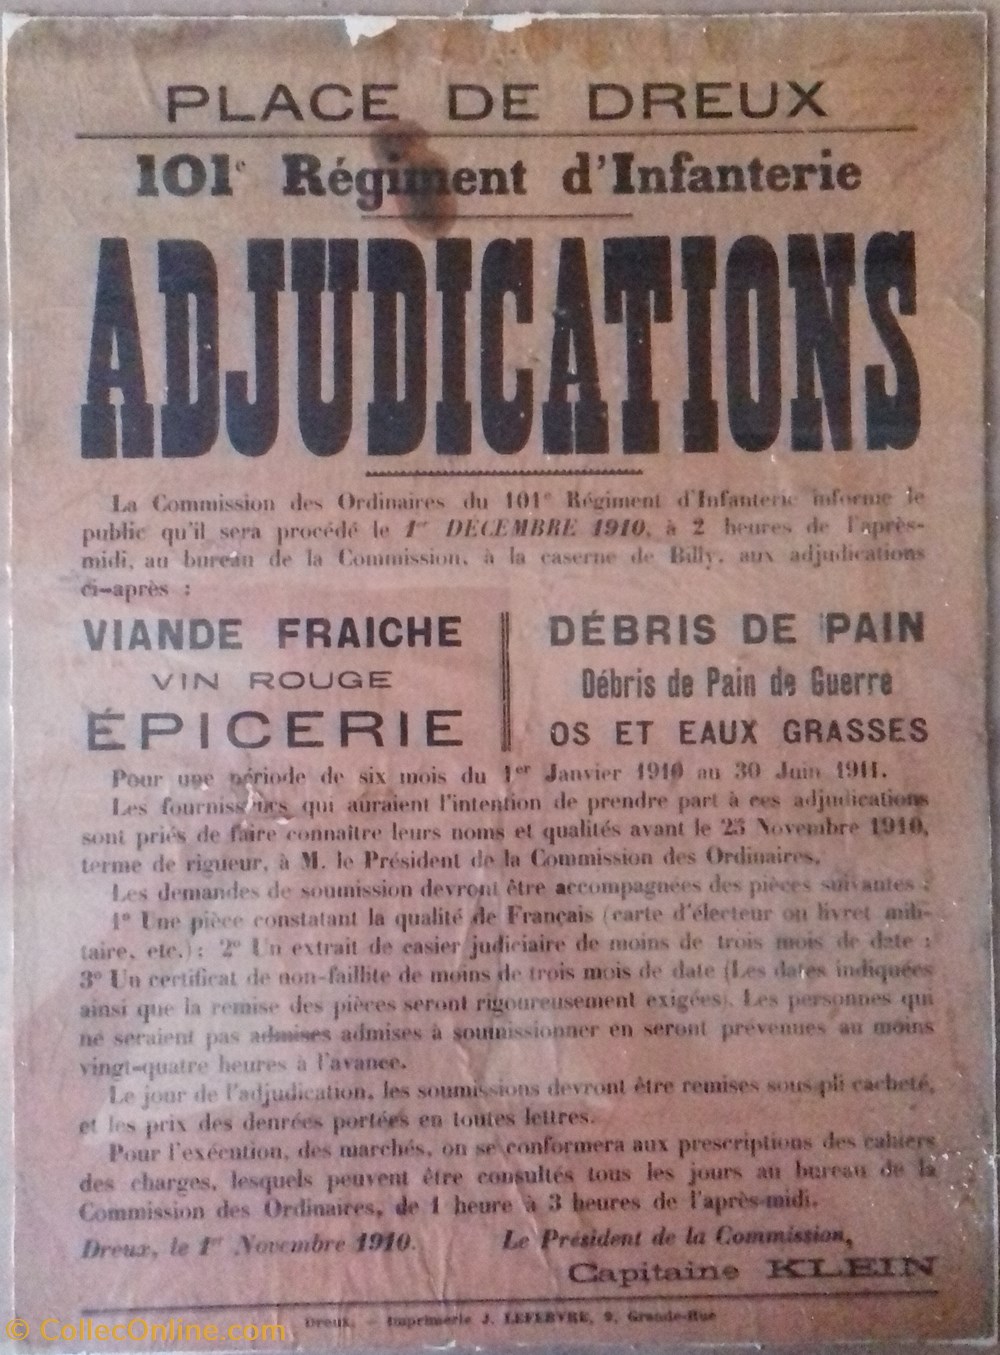 PLACE DE DREUX
101e Régiment d'Infanterie
ADJUDICATIONS
La Commission des Ordinaires du 101e Régiment d'Infanterie informe le
public qu'il sera procédé le 1er DÉCEMBRE 1910, à 2 heures de l'après-
midi, au bureau de la Commission, à la caserne de Billy, aux adjudications
ci-après :
VIANDE FRAICHE
VIN ROUGE
ÉPICERIE
DÉBRIS DE PAIN
Débris de Pain de Guerre
OS ET EAUX GRASSES
Pour une période de six mois du 1er Janvier 1910 au 30 Juin 1911.
Les fournisseurs qui auraient l'intention de prendre part à ces adjudications
sont priés de faire connaître leurs noms et qualités avant le 25 Novembre 1910,
terme de rigueur, à M. le Président de la Commission des Ordinaires.
Les demandes de soumission devront être accompagnées des pièces suivantes :
1o Une pièce constatant la qualité de Français (carte d'électeur ou livret mili-
taire, etc.) ; 2o Un extrait de casier judiciaire de moins de trois mois de date ;
3o Un certificat de non-faillite de moins de trois mois de date (Les dates indiquées
ainsi que la remise des pièces seront rigoureusement exigées). Les personnes qui
ne seraient pas admises admises à soumissionner en seront prévenues au moins
vingt-quatre heures à l'avance.
Le jour de l'adjudication, les soumissions devront être remises sous pli cacheté,
et les prix des denrées portées en toutes lettres.
Pour l'exécution, des marchés, on se conformera aux prescriptions des cahiers
des charges, lesquels peuvent être consultés tous les jours au bureau de la
Commission des Ordinaires, de 1 heure à 3 heures de l'après-midi.
Dreux, le 1er Novembre 1910.
Le Président de la Commission,
Capitaine KLEIN
Dreux. — Imprimerie J. LEFEBVRE, 9, Grande-Rue
© CollecOnline.com